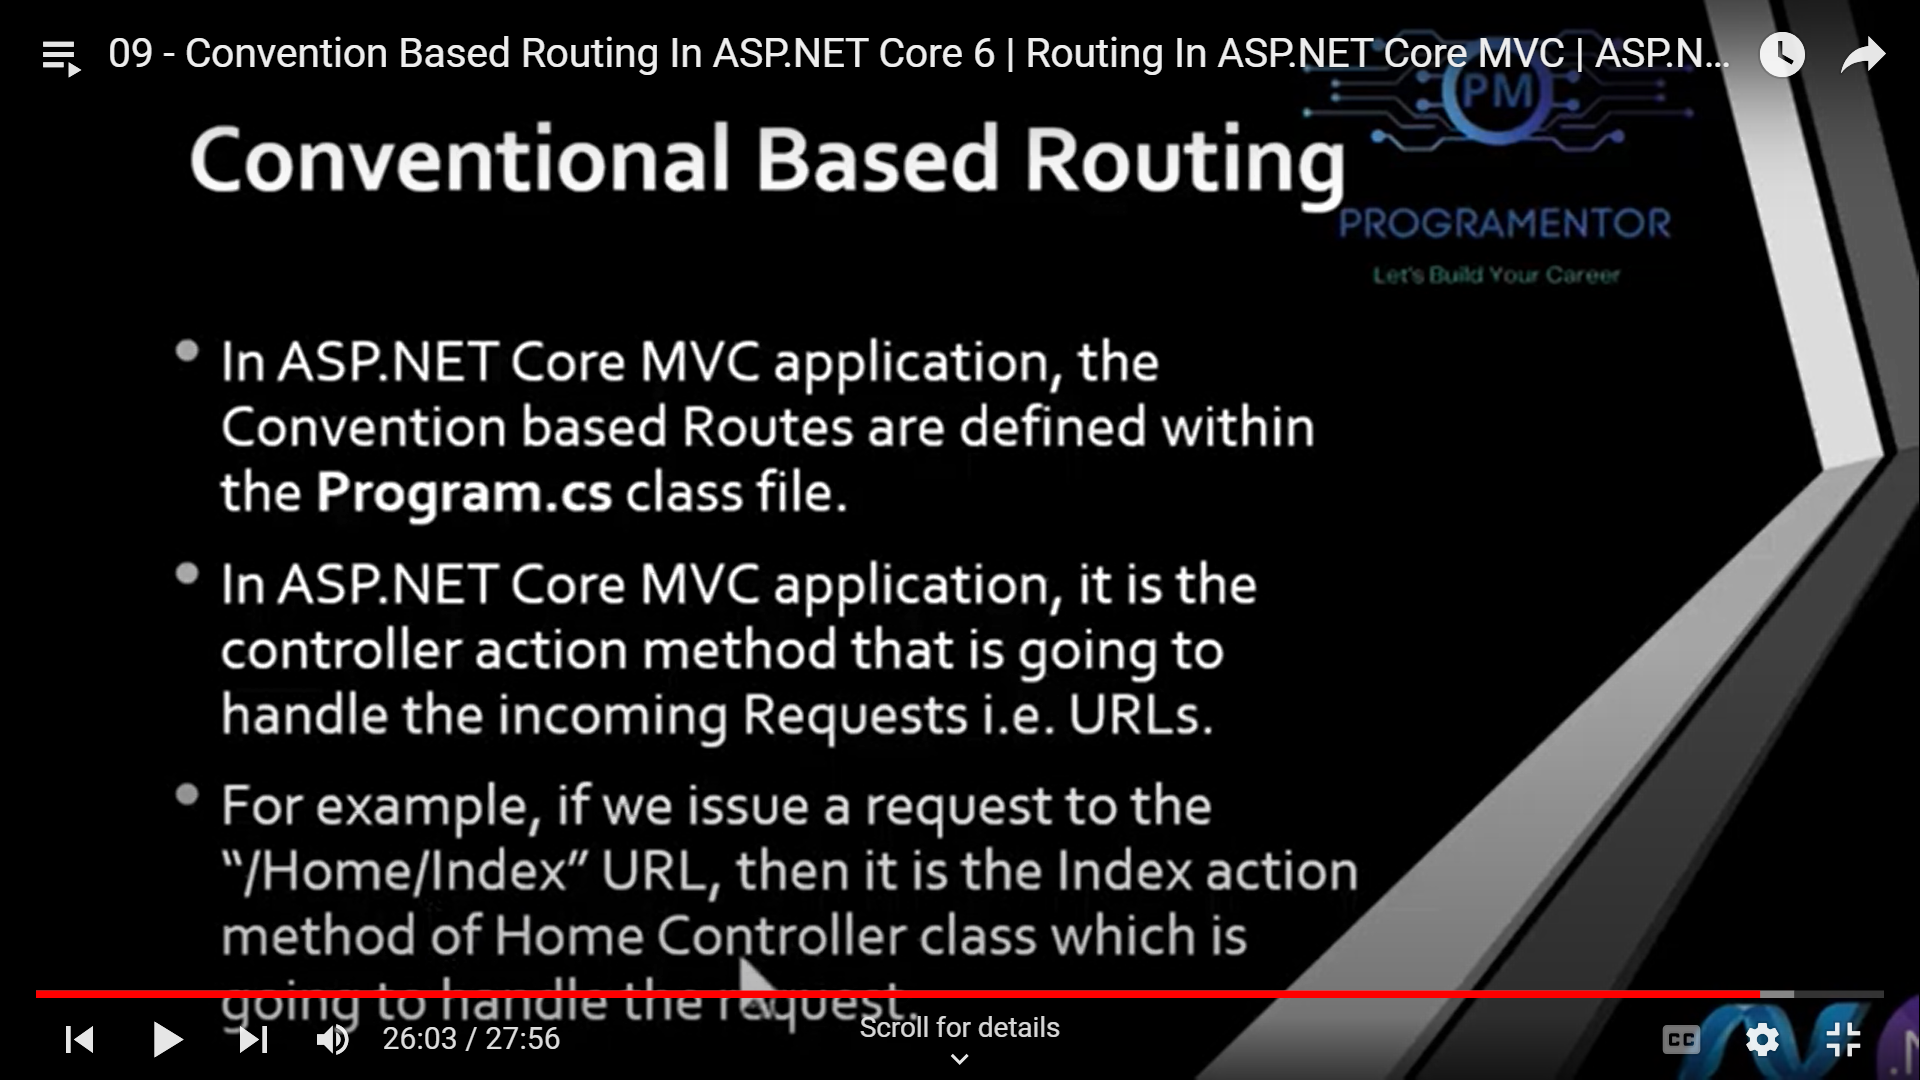 09 - Convention Based Routing In ASP.NET Core 6 | Routing In ASP.NET Core MVC | ASP.N...
PM
Conventional Based Routing
PROGRAMENTOR
Let's Build Your Career
• In ASP.NET Core MVC application, the
Convention based Routes are defined within
the Program.cs class file.
• In ASP.NET Core MVC application, it is the
controller action method that is going to
handle the incoming Requests i.e. URLs.
• For example, if we issue a request to the
“/Home/Index” URL, then it is the Index action
method of Home Controller class which is
going to handle the request.
26:03 / 27:56
Scroll for details
CC
.N